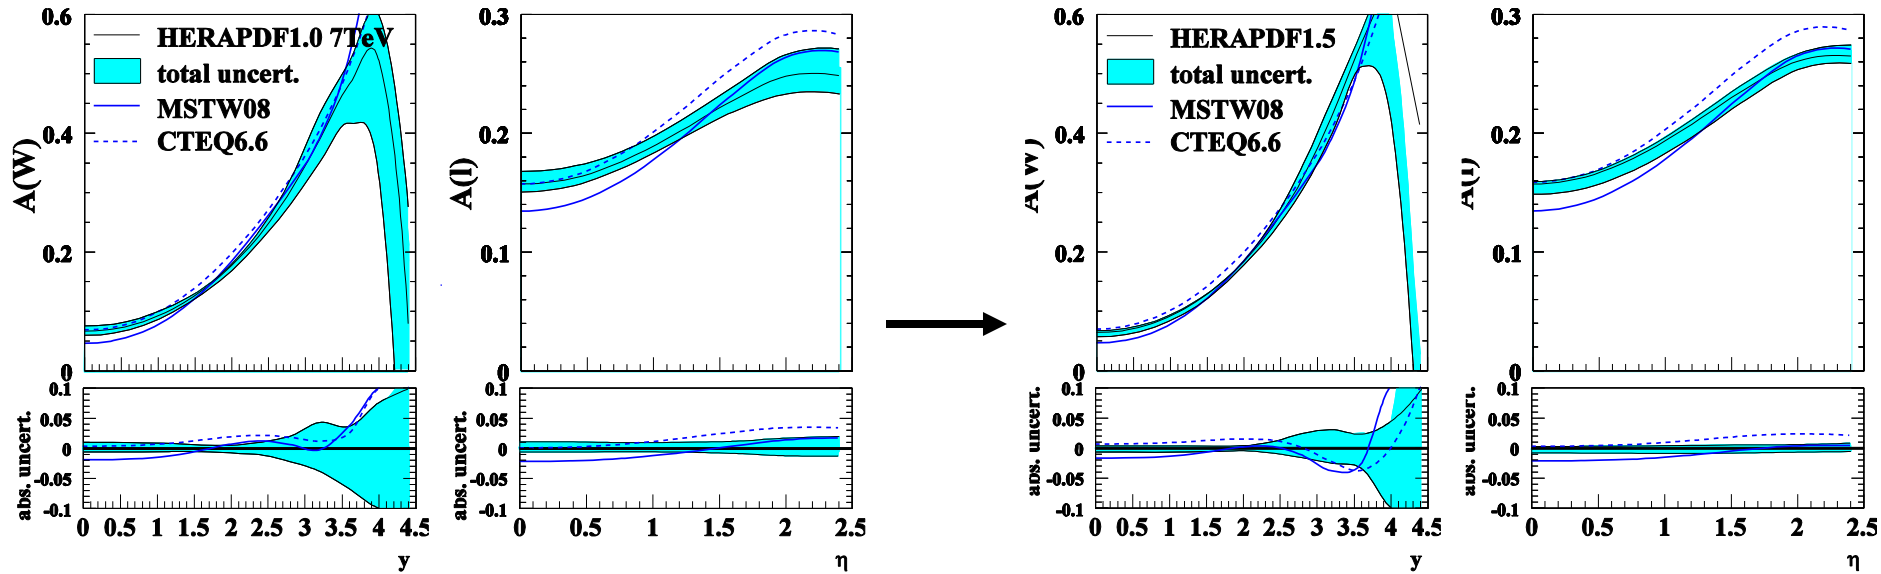 HERAPDF1.0 7TeV
total uncert.
MSTW08
CTEQ6.6
A(W)
0.6
0.4
0.2
0
abs. uncert.
0.1
0.05
0
-0.05
-0.1
0 0.5 1 1.5 2 2.5 3 3.5 4 4.5
y
A(l)
0.3
0.2
0.1
0
abs. uncert.
0.1
0.05
0
-0.05
-0.1
0 0.5 1 1.5 2 2.5
η
HERAPDF1.5
total uncert.
MSTW08
CTEQ6.6
A(W)
0.6
0.4
0.2
0
abs. uncert.
0.1
0.05
0
-0.05
-0.1
0 0.5 1 1.5 2 2.5 3 3.5 4 4.5
y
A(l)
0.3
0.2
0.1
0
abs. uncert.
0.1
0.05
0
-0.05
-0.1
0 0.5 1 1.5 2 2.5
η